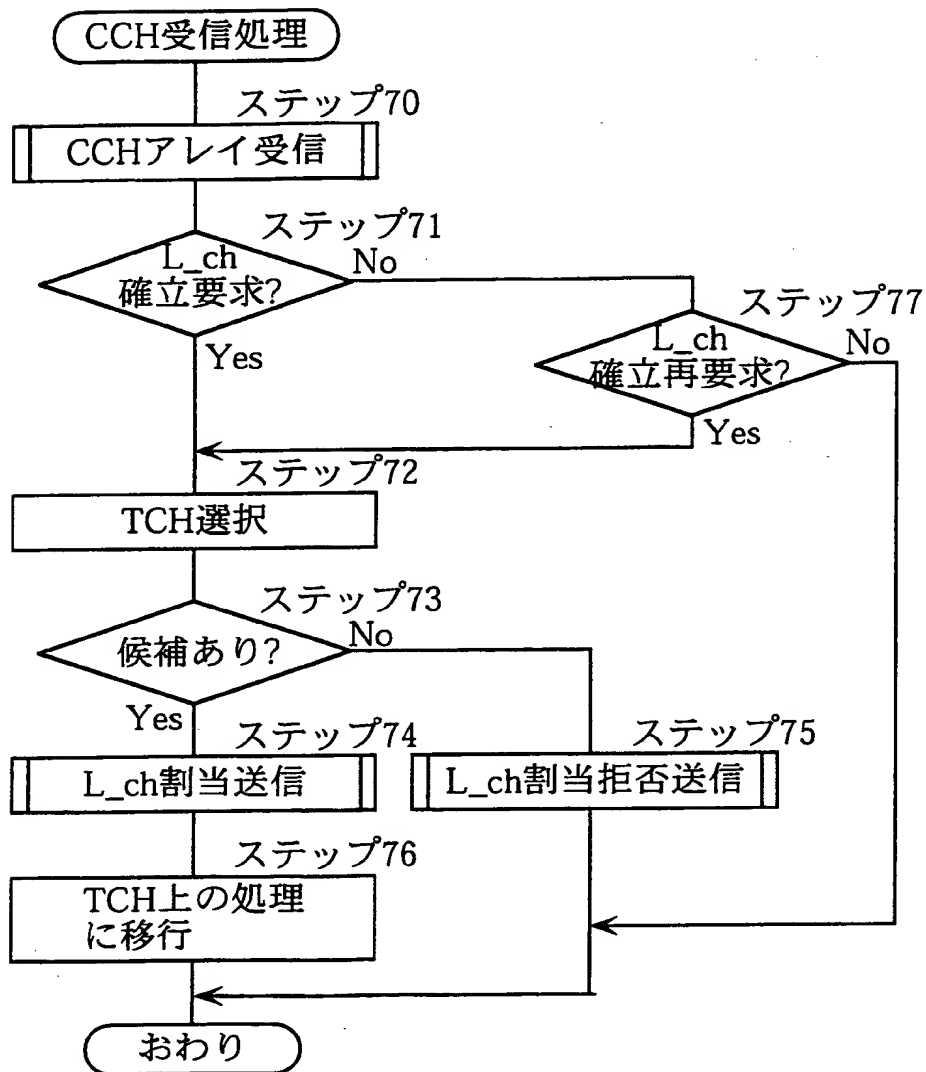 CCH受信処理
ステップ70
CCHアレイ受信
ステップ71
L_ch
確立要求?
No
Yes
ステップ77
L_ch
確立再要求?
No
Yes
ステップ72
TCH選択
ステップ73
候補あり?
No
Yes
ステップ74
L_ch割当送信
ステップ75
L_ch割当拒否送信
ステップ76
TCH上の処理
に移行
おわり